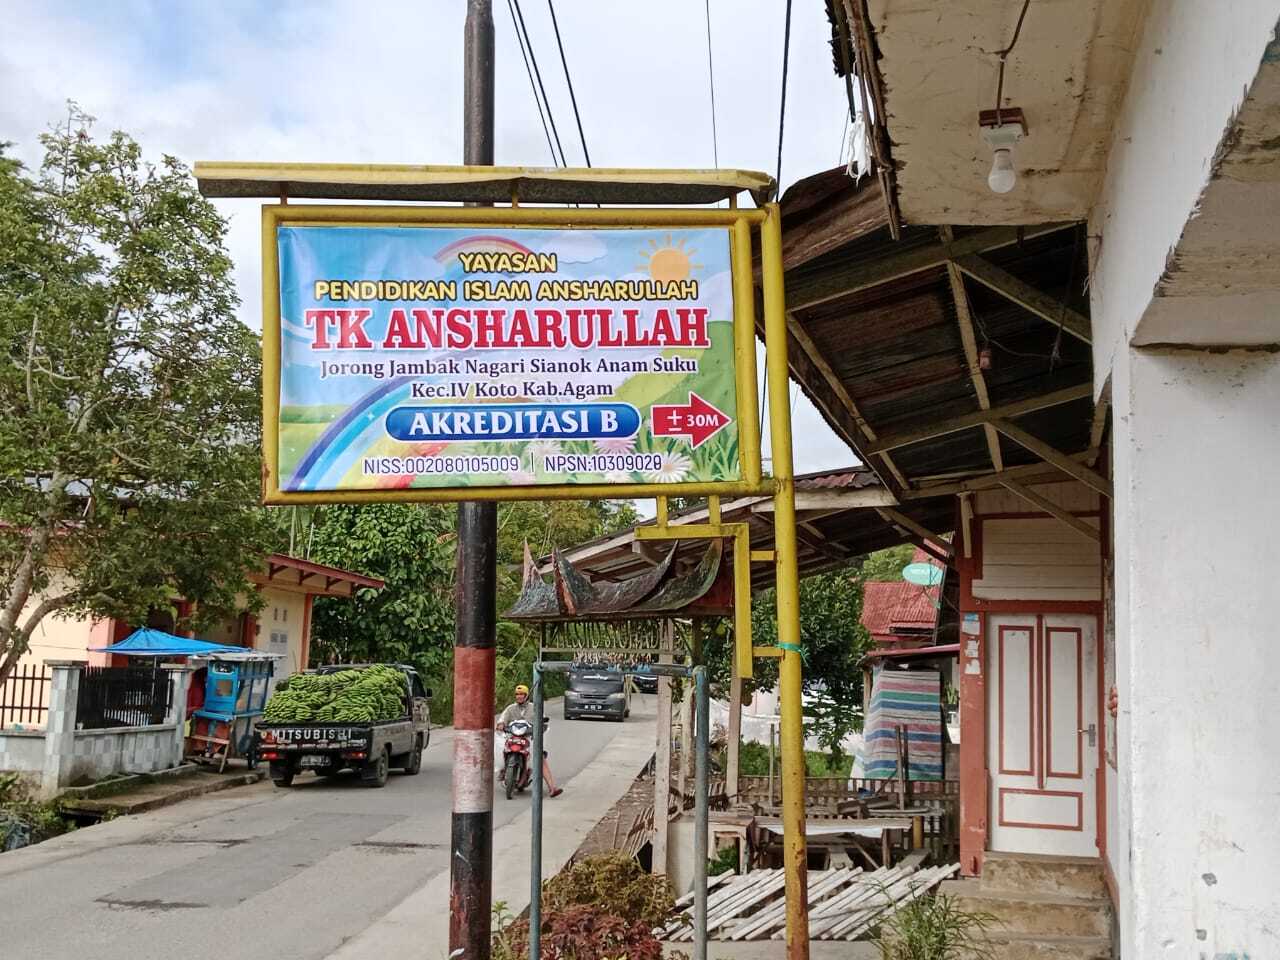 YAYASAN
PENDIDIKAN ISLAM ANSHARULLAH
TK ANSHARULLAH
Jorong Jambak Nagari Sianok Anam Suku
Kec.IV Koto Kab.Agam
AKREDITASI B
± 30M
NISS:002080105009 | NPSN:10309028
MITSUBISHI